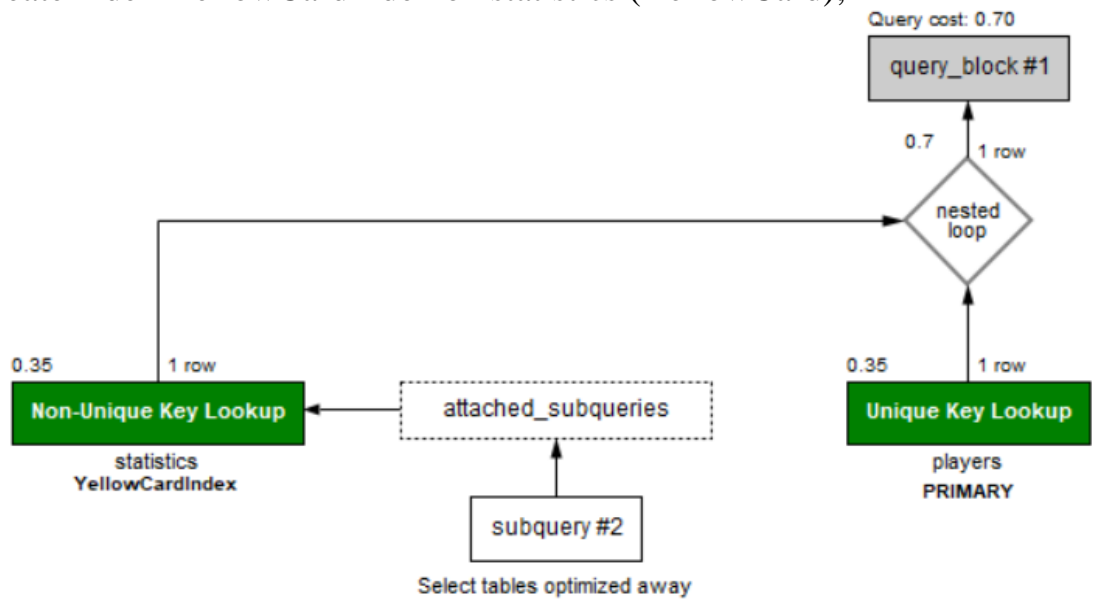 Query cost: 0.70
query_block #1
0.7
1 row
nested
loop
0.35
1 row
0.35
1 row
Non-Unique Key Lookup
attached_subqueries
Unique Key Lookup
statistics
YellowCardIndex
players
PRIMARY
subquery #2
Select tables optimized away